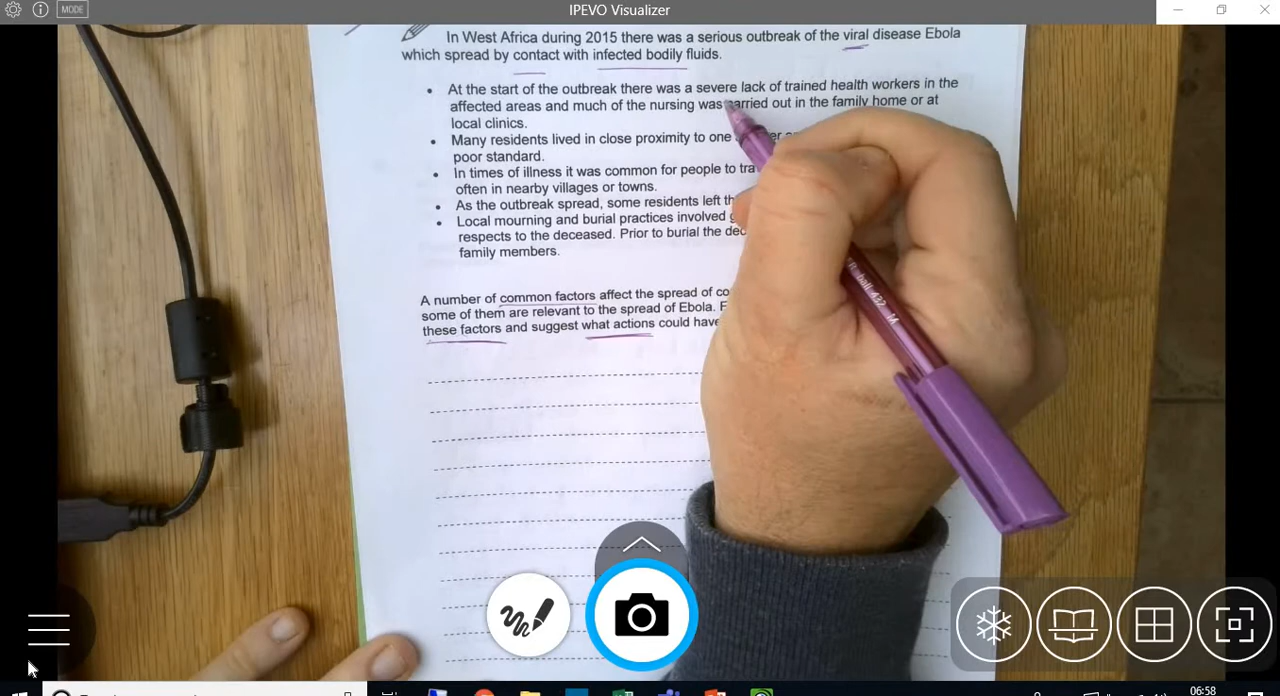 IPEVO Visualizer
MODE
In West Africa during 2015 there was a serious outbreak of the viral disease Ebola
which spread by contact with infected bodily fluids.
At the start of the outbreak there was a severe lack of trained health workers in the
affected areas and much of the nursing was carried out in the family home or at
local clinics.
Many residents lived in close proximity to one
poor standard.
In times of illness it was common for people to
often in nearby villages or towns.
As the outbreak spread, some residents left
Local mourning and burial practices involved
respects to the deceased. Prior to burial the
family members.
A number of common factors affect the spread of
some of them are relevant to the spread of Ebola.
these factors and suggest what actions could have
ball 432 M
06:58